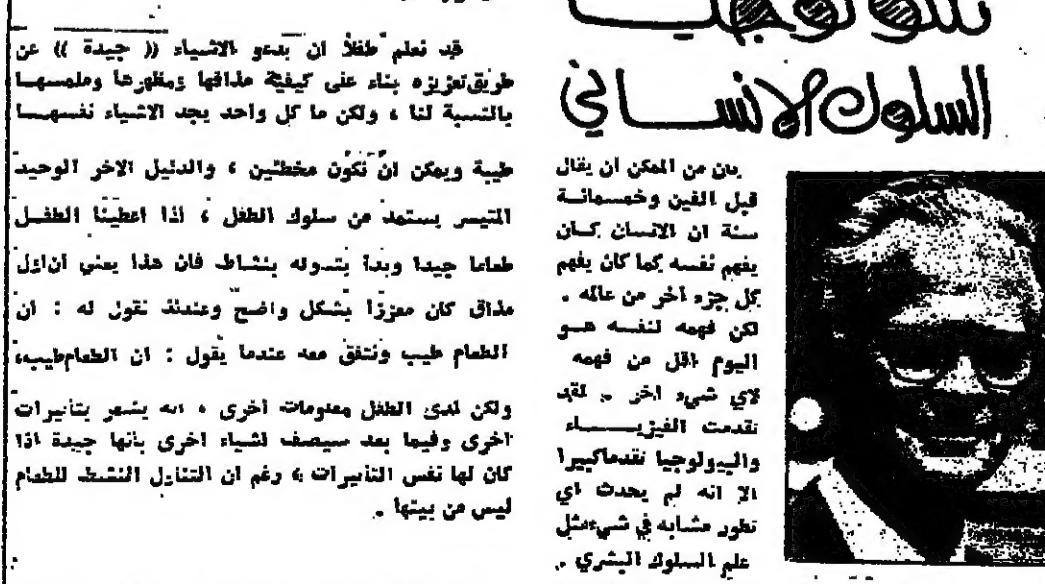 تكنولوجيا
السلوك الانساني
كان من الممكن ان يقال
قبل الفين وخمسمائة
سنة ان الانسان كان
يفهم نفسه كما كان يفهم
كل جزء آخر من عالمه .
لكن فهمه لنفسه هو
اليوم اقل من فهمه
لاي شيء اخر . لقد
تقدمت الفيزياء
والبيولوجيا تقدما كبيرا
الا انه لم يحدث اي
تطور مشابه في شيء مثل
علم السلوك البشري .
قد نعلم طفلا ان يدعو الاشياء (( جيدة )) عن
طريق تعزيزه بناء على كيفية مذاقها ومظهرها وملمسها
بالنسبة لنا ، ولكن ما كل واحد يجد الاشياء نفسها
طيبة ويمكن ان نكون مخطئين ، والدليل الاخر الوحيد
المتيسر يستمد من سلوك الطفل ، اذا اعطينا الطفل
طعاما جيدا وبدأ بتناوله بنشاط فان هذا يعني ان اول
مذاق كان معززا بشكل واضح وعندئذ نقول له : ان
الطعام طيب ونتفق معه عندما يقول : ان الطعام طيب،
ولكن لدى الطفل معلومات اخرى ، انه يشعر بتأثيرات
اخرى وفيما بعد سيصف اشياء اخرى بأنها جيدة اذا
كان لها نفس التأثيرات ، رغم ان التناول النشط للطعام
ليس من بينها .